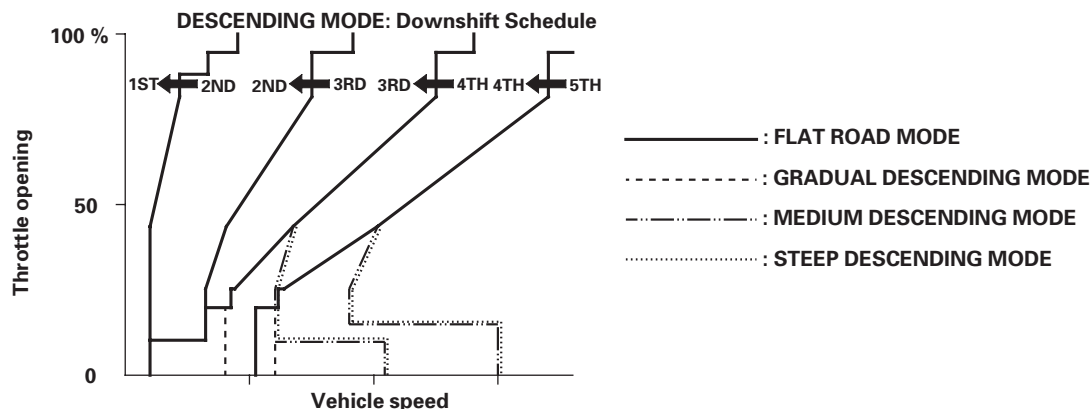 DESCENDING MODE: Downshift Schedule
100 %
1ST 2ND 2ND 3RD 3RD 4TH 4TH 5TH
Throttle opening
50
0
Vehicle speed
: FLAT ROAD MODE
: GRADUAL DESCENDING MODE
: MEDIUM DESCENDING MODE
: STEEP DESCENDING MODE